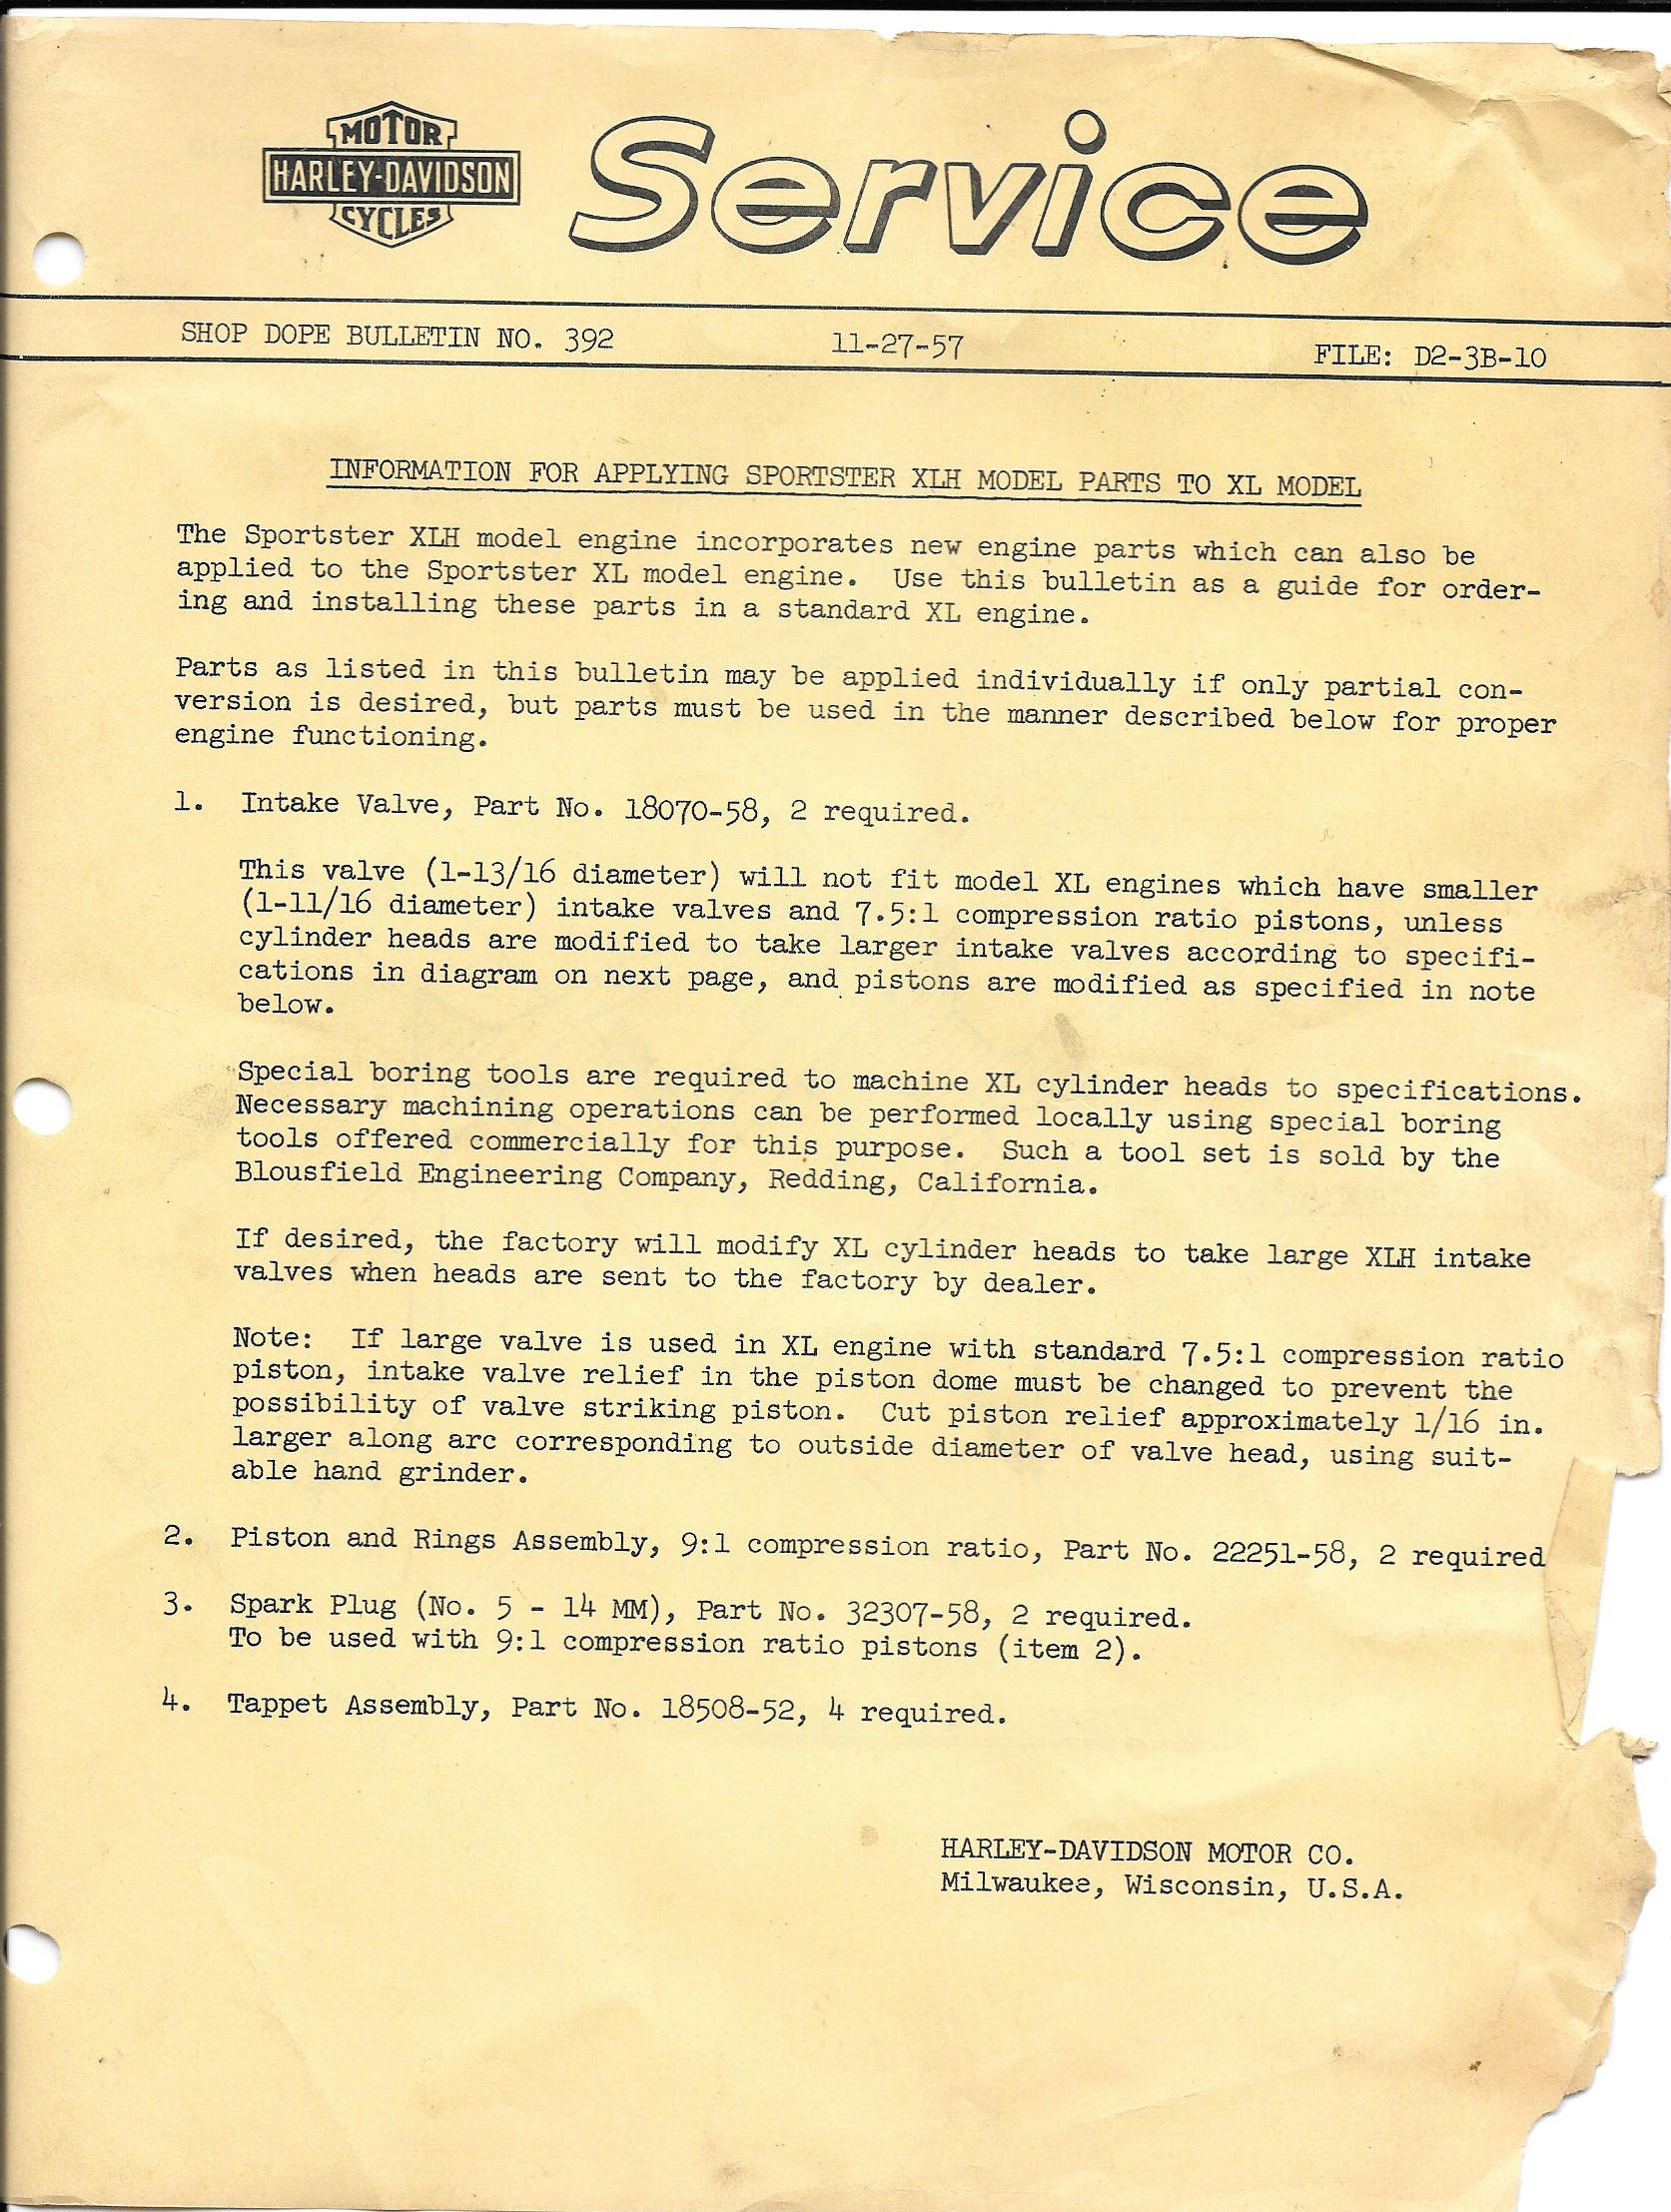 MOTOR
HARLEY-DAVIDSON
CYCLES
Service
SHOP DOPE BULLETIN NO. 392 11-27-57 FILE: D2-3B-10
INFORMATION FOR APPLYING SPORTSTER XLH MODEL PARTS TO XL MODEL
The Sportster XLH model engine incorporates new engine parts which can also be
applied to the Sportster XL model engine. Use this bulletin as a guide for order-
ing and installing these parts in a standard XL engine.
Parts as listed in this bulletin may be applied individually if only partial con-
version is desired, but parts must be used in the manner described below for proper
engine functioning.
1. Intake Valve, Part No. 18070-58, 2 required.
This valve (1-13/16 diameter) will not fit model XL engines which have smaller
(1-11/16 diameter) intake valves and 7.5:1 compression ratio pistons, unless
cylinder heads are modified to take larger intake valves according to specifi-
cations in diagram on next page, and pistons are modified as specified in note
below.
Special boring tools are required to machine XL cylinder heads to specifications.
Necessary machining operations can be performed locally using special boring
tools offered commercially for this purpose. Such a tool set is sold by the
Blousfield Engineering Company, Redding, California.
If desired, the factory will modify XL cylinder heads to take large XLH intake
valves when heads are sent to the factory by dealer.
Note: If large valve is used in XL engine with standard 7.5:1 compression ratio
piston, intake valve relief in the piston dome must be changed to prevent the
possibility of valve striking piston. Cut piston relief approximately 1/16 in.
larger along arc corresponding to outside diameter of valve head, using suit-
able hand grinder.
2. Piston and Rings Assembly, 9:1 compression ratio, Part No. 22251-58, 2 required
3. Spark Plug (No. 5 - 14 MM), Part No. 32307-58, 2 required.
To be used with 9:1 compression ratio pistons (item 2).
4. Tappet Assembly, Part No. 18508-52, 4 required.
HARLEY-DAVIDSON MOTOR CO.
Milwaukee, Wisconsin, U.S.A.